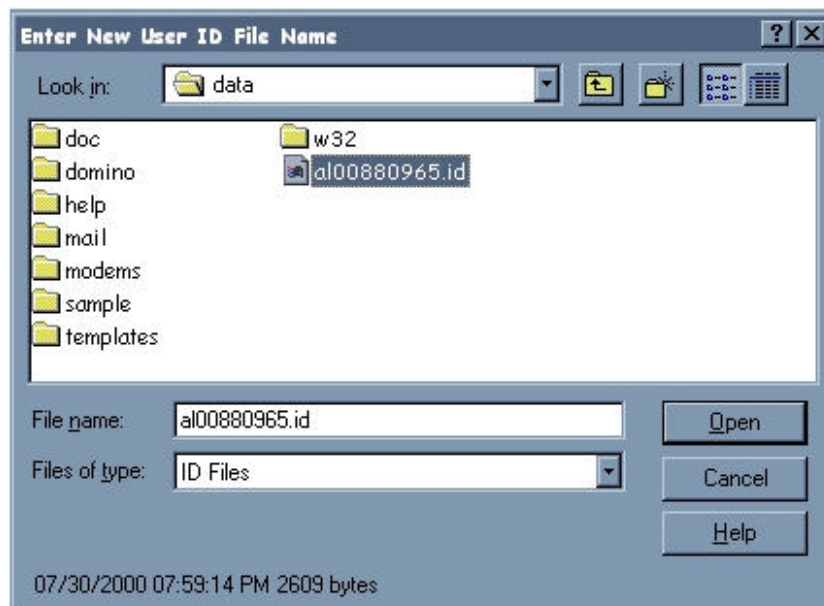 Enter New User ID File Name
Look in: data
doc
domino
help
mail
modems
sample
templates
w32
al00880965.id
File name: al00880965.id
Open
Files of type: ID Files
Cancel
Help
07/30/2000 07:59:14 PM 2609 bytes